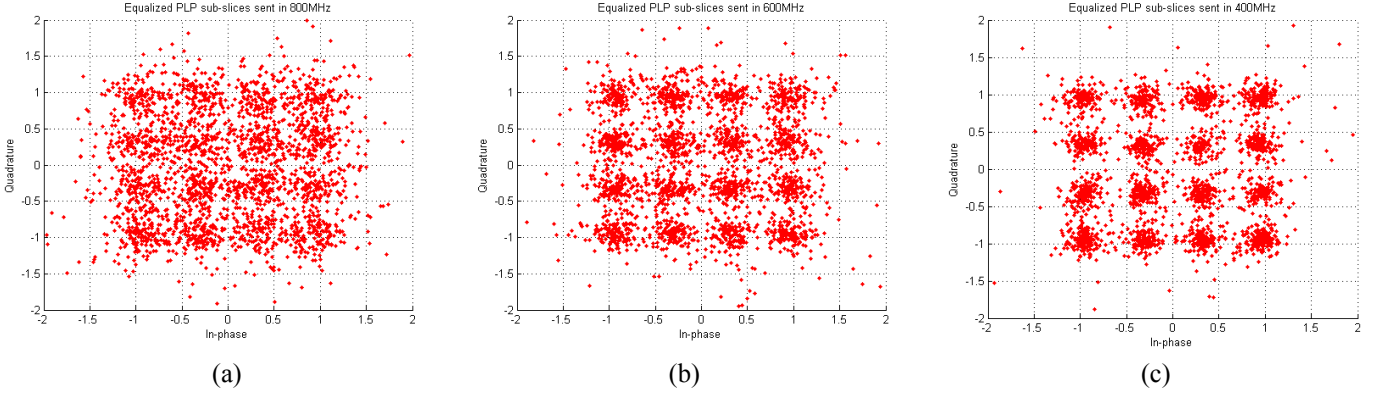 Equalized PLP sub-slices sent in 800MHz
2
1.5
1
0.5
0
-0.5
-1
-1.5
-2
Quadrature
-2 -1.5 -1 -0.5 0 0.5 1 1.5 2
In-phase
(a)
Equalized PLP sub-slices sent in 600MHz
2
1.5
1
0.5
0
-0.5
-1
-1.5
-2
Quadrature
-2 -1.5 -1 -0.5 0 0.5 1 1.5 2
In-phase
(b)
Equalized PLP sub-slices sent in 400MHz
2
1.5
1
0.5
0
-0.5
-1
-1.5
-2
Quadrature
-2 -1.5 -1 -0.5 0 0.5 1 1.5 2
In-phase
(c)